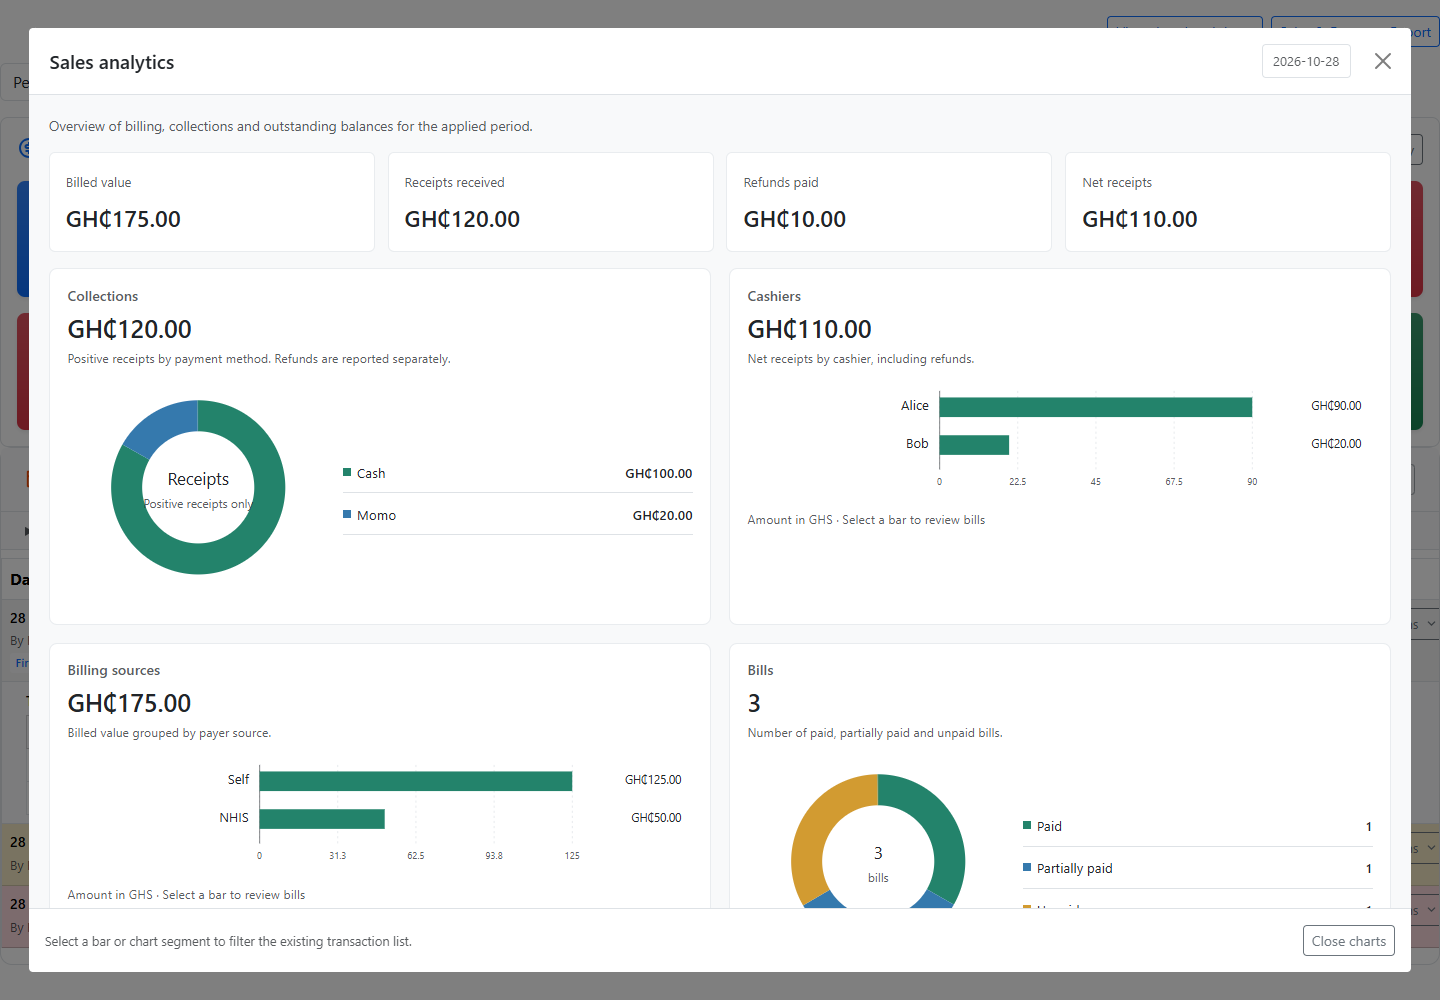 Sales analytics
2026-10-28
Overview of billing, collections and outstanding balances for the applied period.
Billed value
GH₵175.00
Receipts received
GH₵120.00
Refunds paid
GH₵10.00
Net receipts
GH₵110.00
Collections
GH₵120.00
Positive receipts by payment method. Refunds are reported separately.
Receipts
Positive receipts only
Cash GH₵100.00
Momo GH₵20.00
Cashiers
GH₵110.00
Net receipts by cashier, including refunds.
Alice GH₵90.00
Bob GH₵20.00
0 22.5 45 67.5 90
Amount in GHS · Select a bar to review bills
Billing sources
GH₵175.00
Billed value grouped by payer source.
Self GH₵125.00
NHIS GH₵50.00
0 31.3 62.5 93.8 125
Amount in GHS · Select a bar to review bills
Bills
3
Number of paid, partially paid and unpaid bills.
3
bills
Paid 1
Partially paid 1
Select a bar or chart segment to filter the existing transaction list.
Close charts
28
By
28
By
28
By